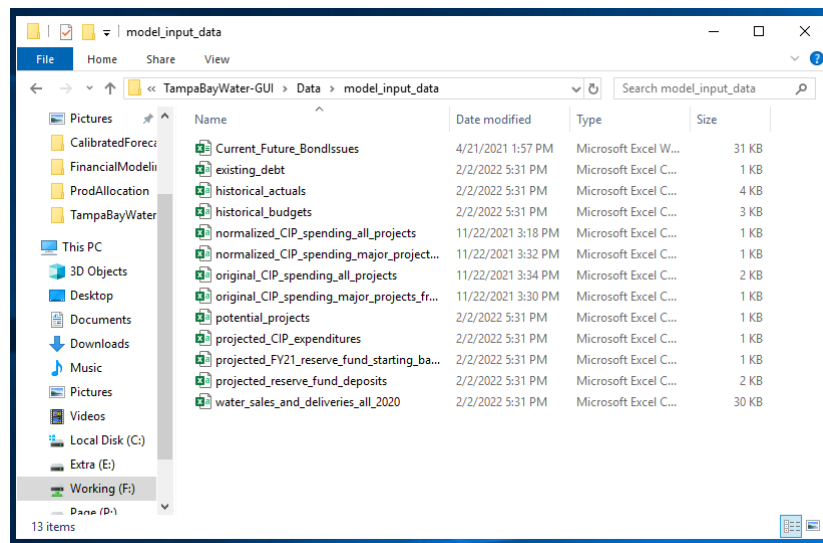 model_input_data
File Home Share View
« TampaBayWater-GUI > Data > model_input_data Search model_input_data
Name Date modified Type Size
Pictures
CalibratedForeca
FinancialModelin
ProdAllocation
TampaBayWater
This PC
3D Objects
Desktop
Documents
Downloads
Music
Pictures
Videos
Local Disk (C:)
Extra (E:)
Working (F:)
Page (P:)
Current_Future_BondIssues 4/21/2021 1:57 PM Microsoft Excel W... 31 KB
existing_debt 2/2/2022 5:31 PM Microsoft Excel C... 1 KB
historical_actuals 2/2/2022 5:31 PM Microsoft Excel C... 4 KB
historical_budgets 2/2/2022 5:31 PM Microsoft Excel C... 3 KB
normalized_CIP_spending_all_projects 11/22/2021 3:18 PM Microsoft Excel C... 2 KB
normalized_CIP_spending_major_project... 11/22/2021 3:32 PM Microsoft Excel C... 1 KB
original_CIP_spending_all_projects 11/22/2021 3:34 PM Microsoft Excel C... 2 KB
original_CIP_spending_major_projects_fr... 11/22/2021 3:30 PM Microsoft Excel C... 1 KB
potential_projects 2/2/2022 5:31 PM Microsoft Excel C... 1 KB
projected_CIP_expenditures 2/2/2022 5:31 PM Microsoft Excel C... 1 KB
projected_FY21_reserve_fund_starting_ba... 2/2/2022 5:31 PM Microsoft Excel C... 1 KB
projected_reserve_fund_deposits 2/2/2022 5:31 PM Microsoft Excel C... 2 KB
water_sales_and_deliveries_all_2020 2/2/2022 5:31 PM Microsoft Excel C... 30 KB
13 items